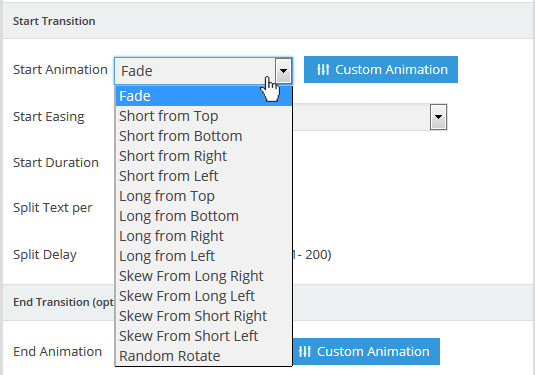 Start Transition
Start Animation Fade Custom Animation
Fade
Start Easing
Short from Top
Short from Bottom
Start Duration
Short from Right
Short from Left
Long from Top
Split Text per
Long from Bottom
Long from Right
Split Delay
Long from Left
1- 200)
Skew From Long Right
End Transition (opt
Skew From Long Left
Skew From Short Right
Skew From Short Left
End Animation
Custom Animation
Random Rotate